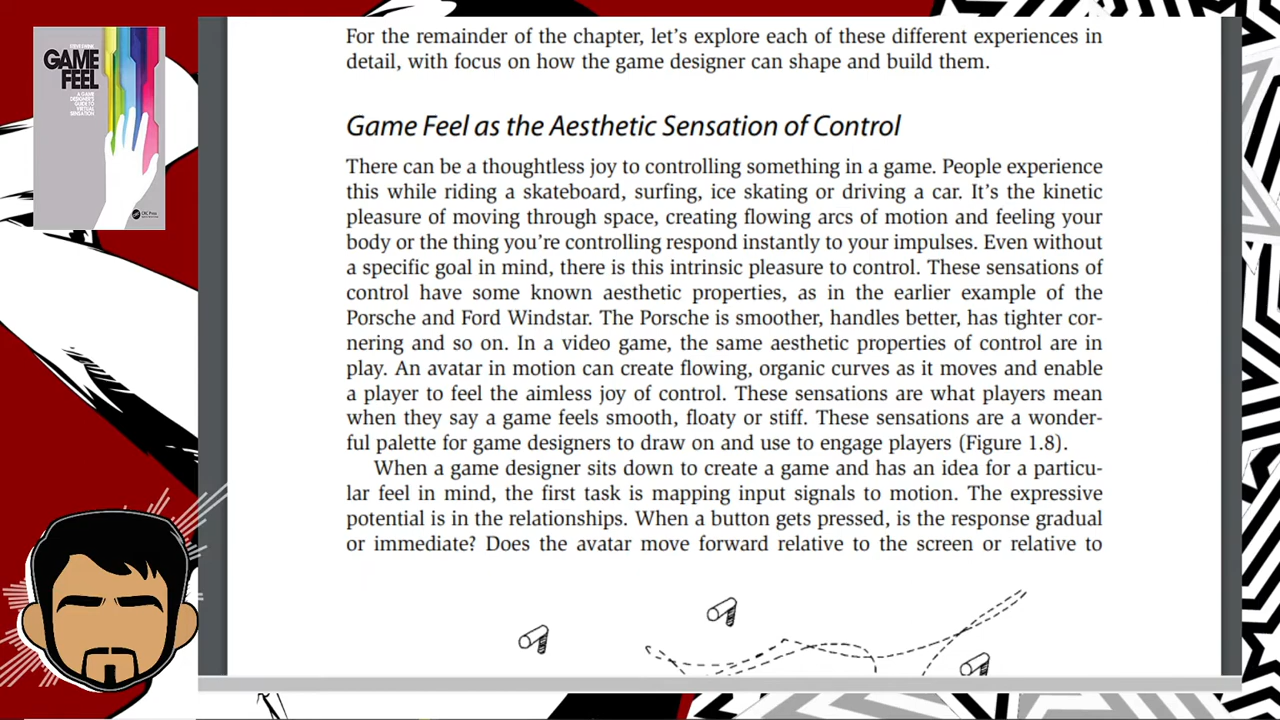 STEVE SWINK
GAME
FEEL
A GAME
DESIGNER'S
GUIDE TO
VIRTUAL
SENSATION
CRC Press
For the remainder of the chapter, let's explore each of these different experiences in
detail, with focus on how the game designer can shape and build them.
Game Feel as the Aesthetic Sensation of Control
There can be a thoughtless joy to controlling something in a game. People experience
this while riding a skateboard, surfing, ice skating or driving a car. It's the kinetic
pleasure of moving through space, creating flowing arcs of motion and feeling your
body or the thing you're controlling respond instantly to your impulses. Even without
a specific goal in mind, there is this intrinsic pleasure to control. These sensations of
control have some known aesthetic properties, as in the earlier example of the
Porsche and Ford Windstar. The Porsche is smoother, handles better, has tighter cor-
nering and so on. In a video game, the same aesthetic properties of control are in
play. An avatar in motion can create flowing, organic curves as it moves and enable
a player to feel the aimless joy of control. These sensations are what players mean
when they say a game feels smooth, floaty or stiff. These sensations are a wonder-
ful palette for game designers to draw on and use to engage players (Figure 1.8).
When a game designer sits down to create a game and has an idea for a particu-
lar feel in mind, the first task is mapping input signals to motion. The expressive
potential is in the relationships. When a button gets pressed, is the response gradual
or immediate? Does the avatar move forward relative to the screen or relative to